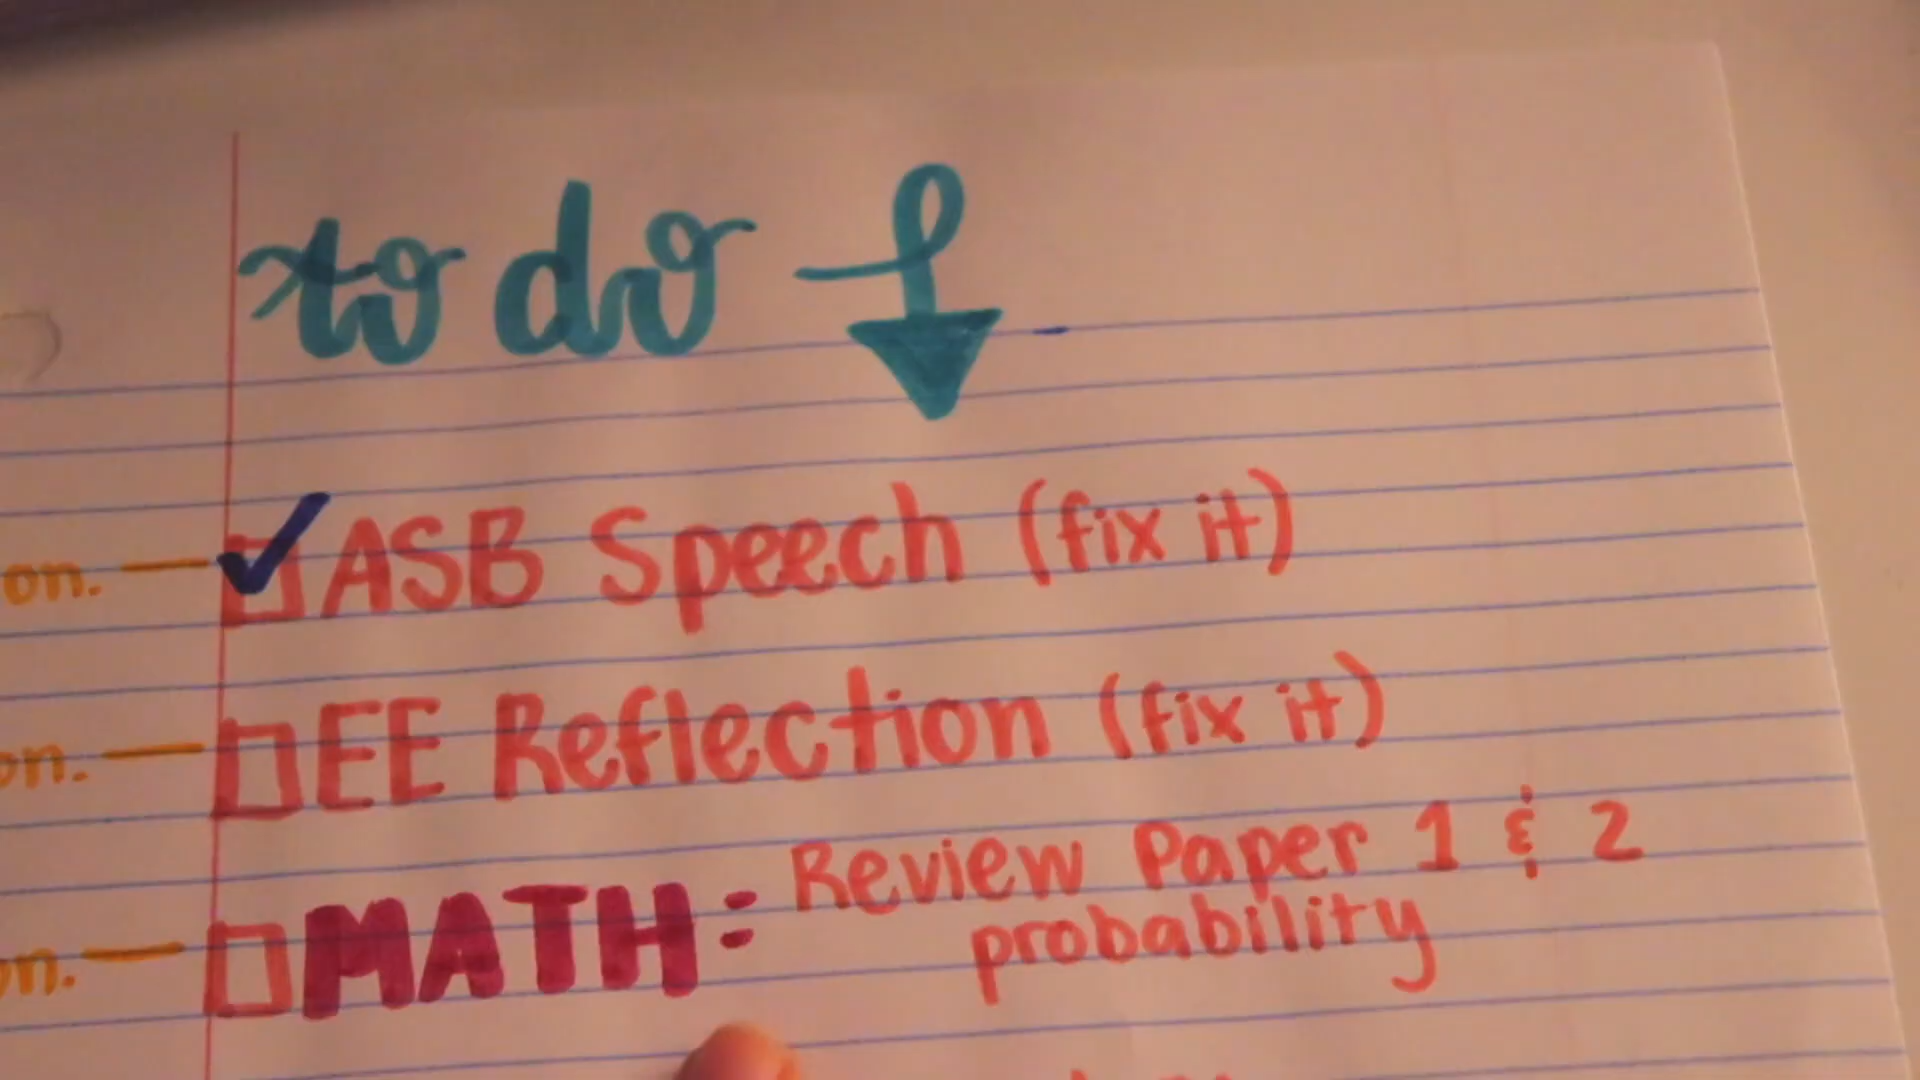 to do
on. — ASB Speech (fix it)
on. — EE Reflection (fix it)
on. — MATH: Review Paper 1 & 2
probability